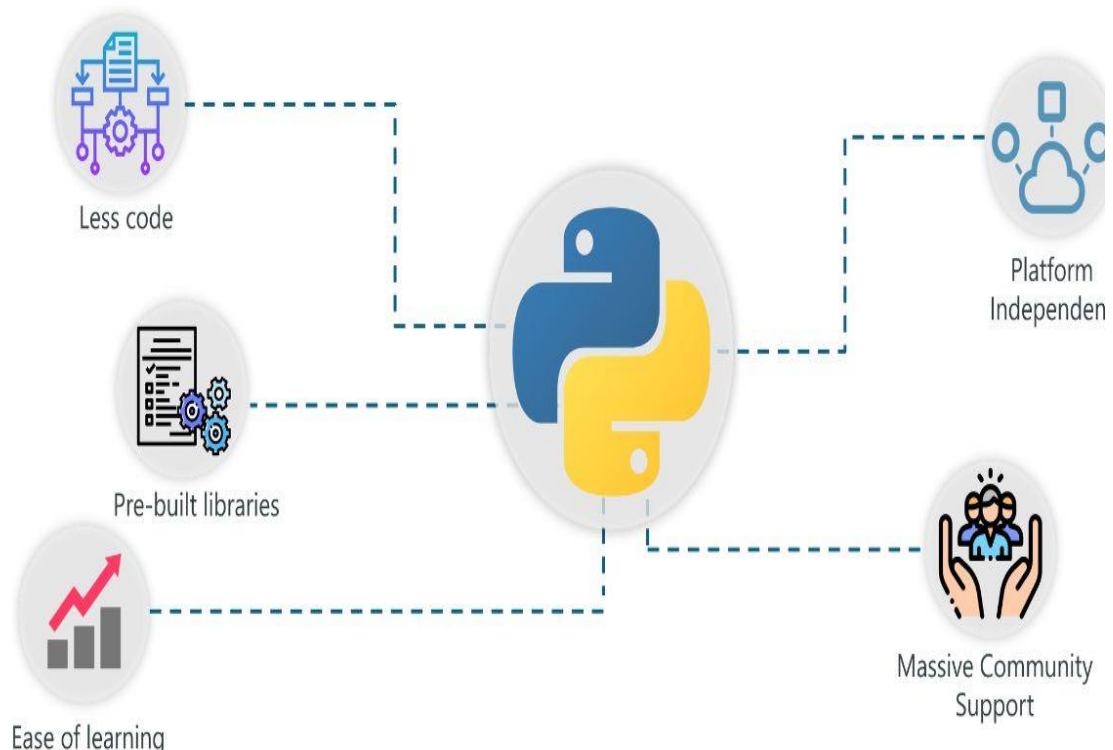 Less code
Platform
Independen
Pre-built libraries
Massive Community
Support
Ease of learning